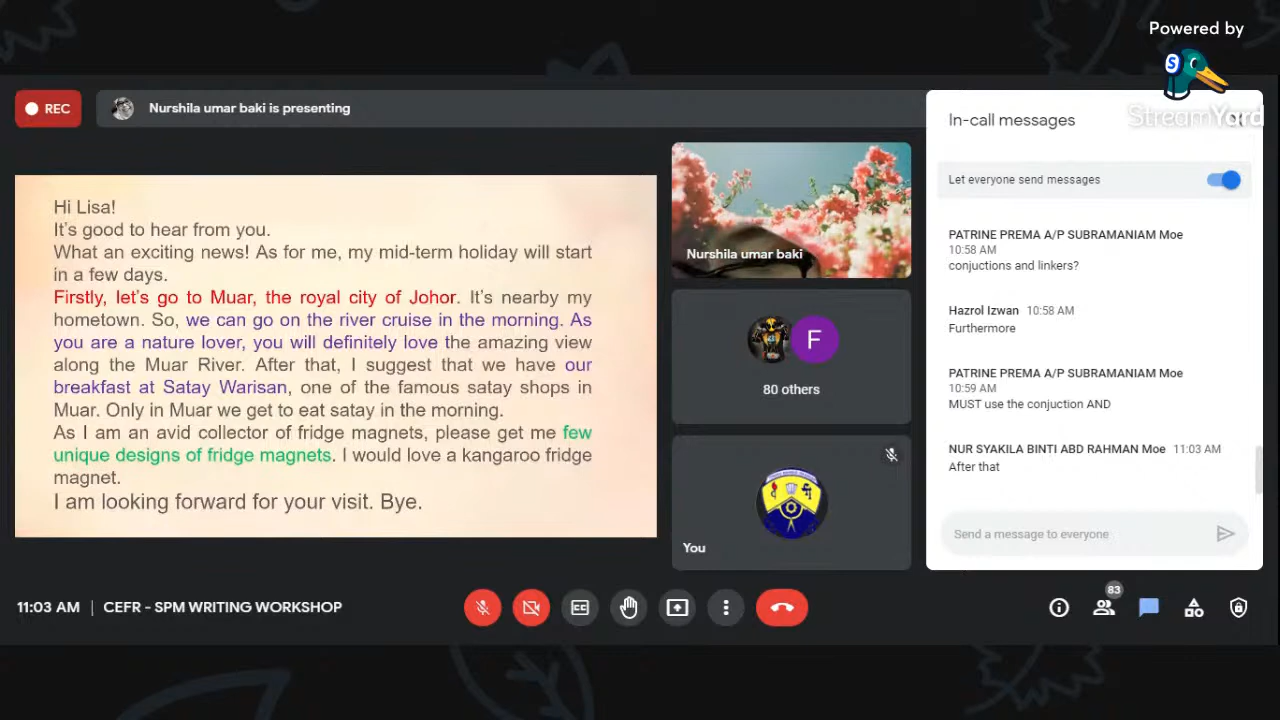 Powered by
StreamYard
REC
Nurshila umar baki is presenting
Hi Lisa!
It's good to hear from you.
What an exciting news! As for me, my mid-term holiday will start
in a few days.
Firstly, let's go to Muar, the royal city of Johor. It's nearby my
hometown. So, we can go on the river cruise in the morning. As
you are a nature lover, you will definitely love the amazing view
along the Muar River. After that, I suggest that we have our
breakfast at Satay Warisan, one of the famous satay shops in
Muar. Only in Muar we get to eat satay in the morning.
As I am an avid collector of fridge magnets, please get me few
unique designs of fridge magnets. I would love a kangaroo fridge
magnet.
I am looking forward for your visit. Bye.
Nurshila umar baki
F
80 others
You
In-call messages
Let everyone send messages
PATRINE PREMA A/P SUBRAMANIAM Moe
10:58 AM
conjuctions and linkers?
Hazrol Izwan 10:58 AM
Furthermore
PATRINE PREMA A/P SUBRAMANIAM Moe
10:59 AM
MUST use the conjuction AND
NUR SYAKILA BINTI ABD RAHMAN Moe 11:03 AM
After that
Send a message to everyone
11:03 AM | CEFR - SPM WRITING WORKSHOP
83